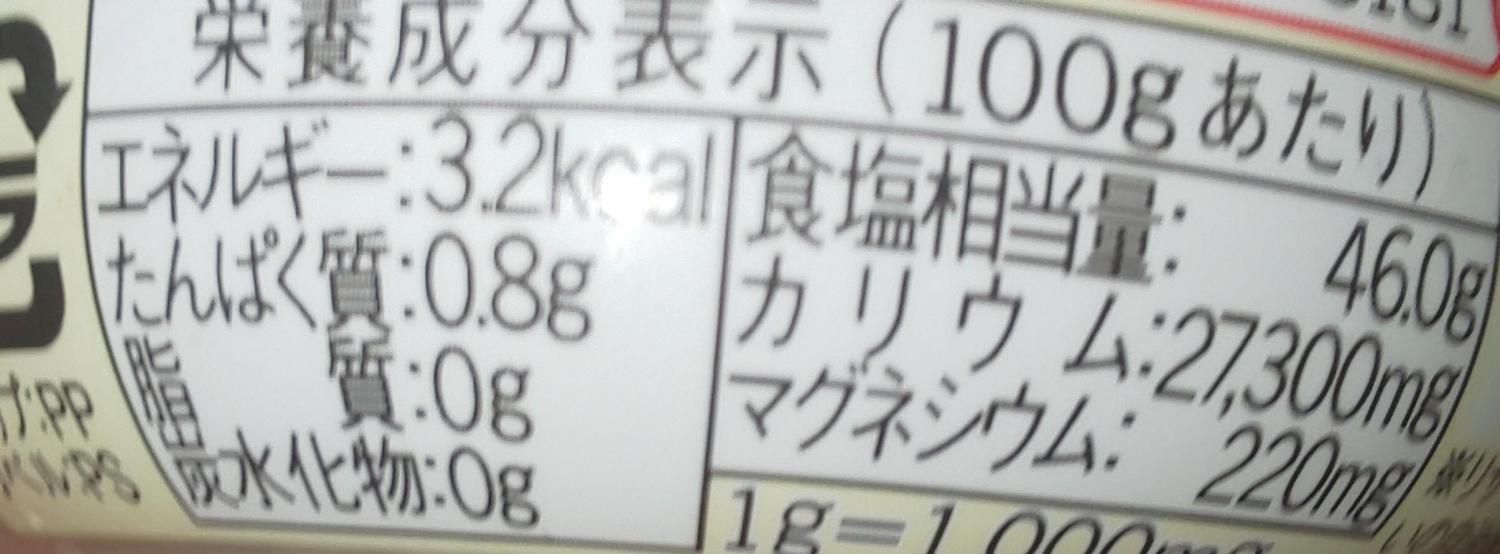 栄養成分表示(100gあたり)
エネルギー:3.2kcal
たんぱく質:0.8g
脂質:0g
炭水化物:0g
食塩相当量:46.0g
カリウム:27,300mg
マグネシウム:220mg
1g=1,000mg
PP
PS